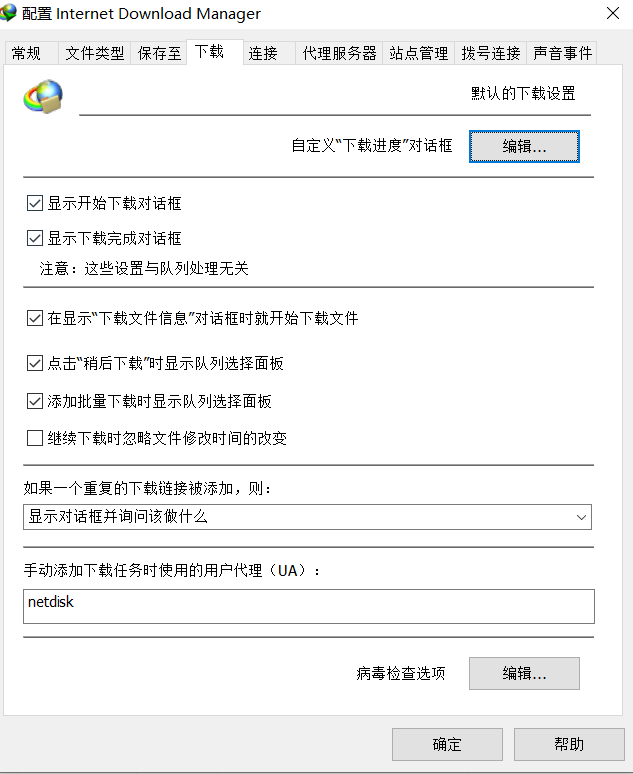 配置 Internet Download Manager
常规 文件类型 保存至 下载 连接 代理服务器 站点管理 拨号连接 声音事件
默认的下载设置
自定义“下载进度”对话框 编辑...
显示开始下载对话框
显示下载完成对话框
注意：这些设置与队列处理无关
在显示“下载文件信息”对话框时就开始下载文件
点击“稍后下载”时显示队列选择面板
添加批量下载时显示队列选择面板
继续下载时忽略文件修改时间的改变
如果一个重复的下载链接被添加，则：
显示对话框并询问该做什么
手动添加下载任务时使用的用户代理（UA）：
netdisk
病毒检查选项 编辑...
确定 帮助